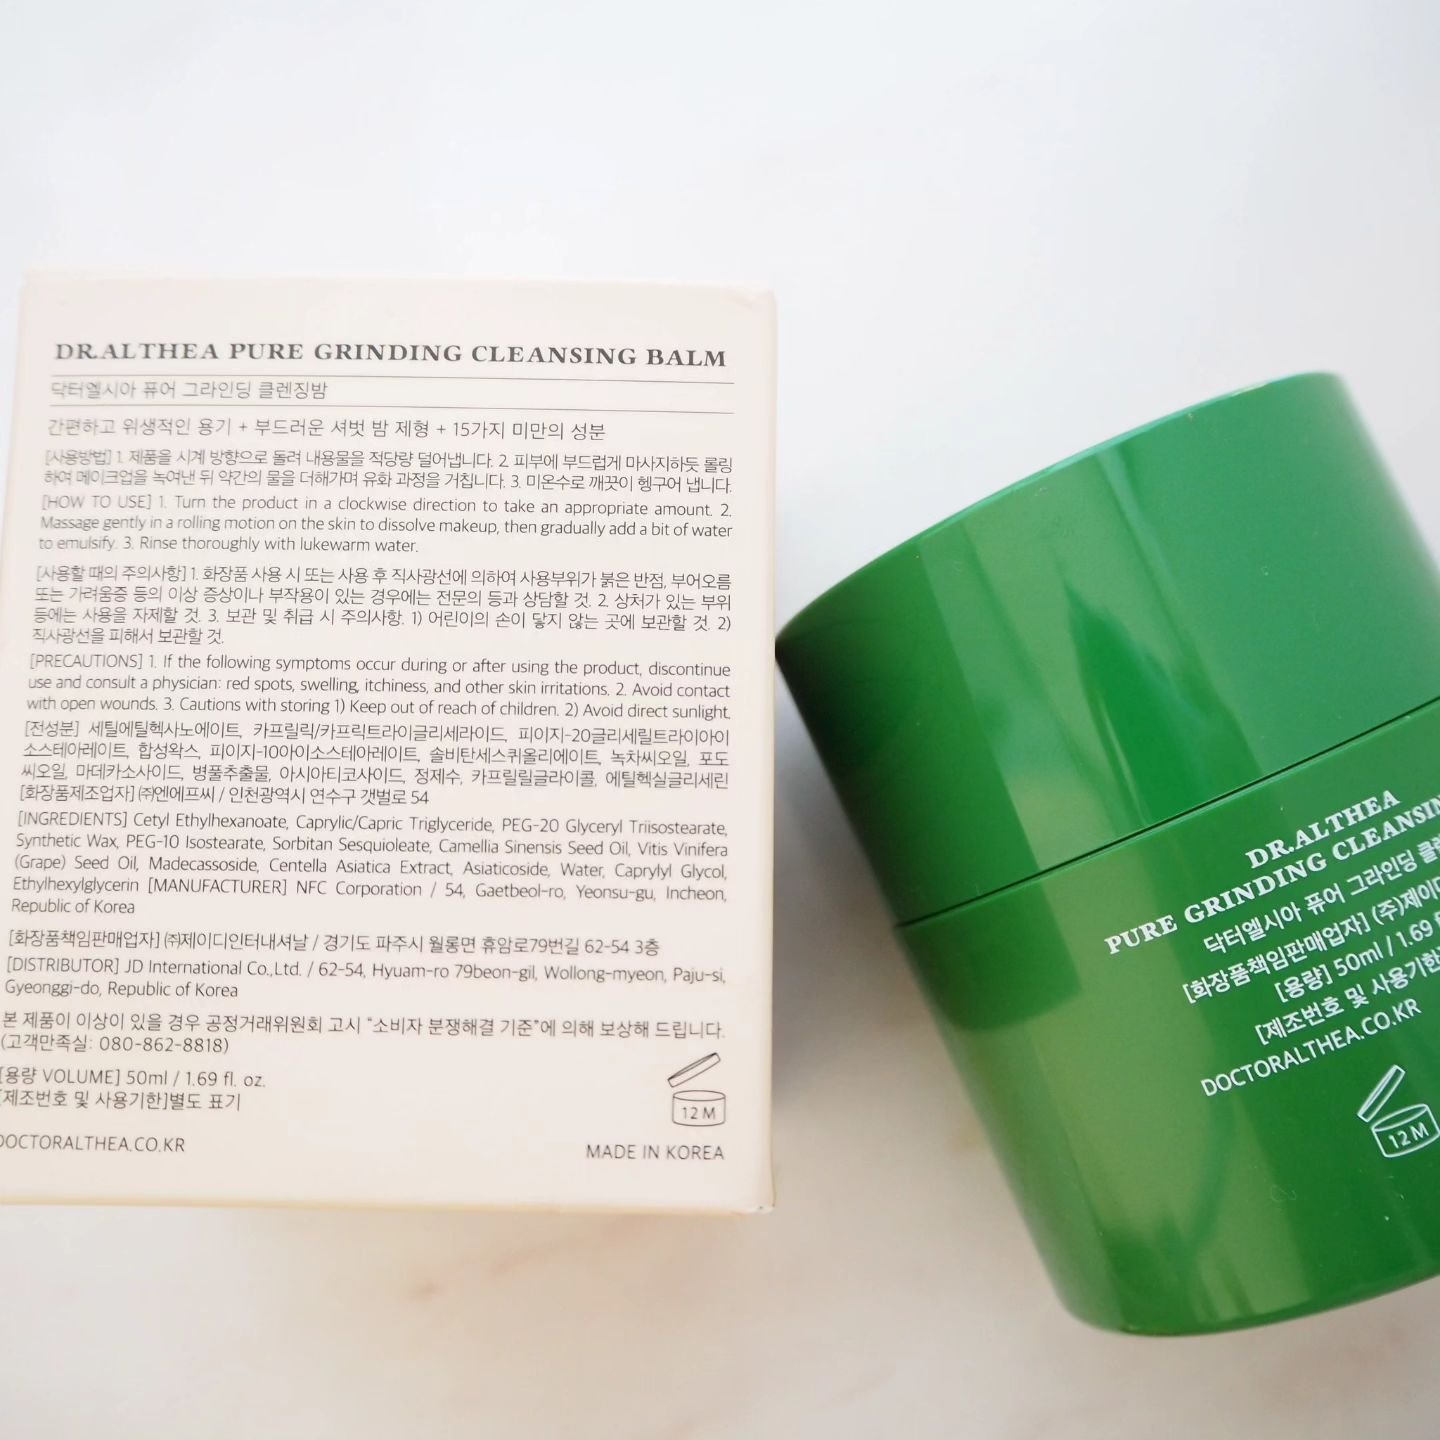 DR.ALTHEA PURE GRINDING CLEANSING BALM
닥터엘시아 퓨어 그라인딩 클렌징밤
간편하고 위생적인 용기 + 부드러운 셔벗 밤 제형 + 15가지 미만의 성분
[사용방법] 1. 제품을 시계 방향으로 돌려 내용물을 적당량 덜어냅니다. 2. 피부에 부드럽게 마사지하듯 롤링
하여 메이크업을 녹여낸 뒤 약간의 물을 더해가며 유화 과정을 거칩니다. 3. 미온수로 깨끗이 헹구어 냅니다.
[HOW TO USE] 1. Turn the product in a clockwise direction to take an appropriate amount. 2.
Massage gently in a rolling motion on the skin to dissolve makeup, then gradually add a bit of water
to emulsify. 3. Rinse thoroughly with lukewarm water.
[사용할 때의 주의사항] 1. 화장품 사용 시 또는 사용 후 직사광선에 의하여 사용부위가 붉은 반점, 부어오름
또는 가려움증 등의 이상 증상이나 부작용이 있는 경우에는 전문의 등과 상담할 것. 2. 상처가 있는 부위
등에는 사용을 자제할 것. 3. 보관 및 취급 시 주의사항. 1) 어린이의 손이 닿지 않는 곳에 보관할 것. 2)
직사광선을 피해서 보관할 것.
[PRECAUTIONS] 1. If the following symptoms occur during or after using the product, discontinue
use and consult a physician: red spots, swelling, itchiness, and other skin irritations. 2. Avoid contact
with open wounds. 3. Cautions with storing 1) Keep out of reach of children. 2) Avoid direct sunlight.
[전성분] 세틸에틸헥사노에이트, 카프릴릭/카프릭트라이글리세라이드, 피이지-20글리세릴트라이아이
소스테아레이트, 합성왁스, 피이지-10아이소스테아레이트, 솔비탄세스퀴올리에이트, 녹차씨오일, 포도
씨오일, 마데카소사이드, 병풀추출물, 아시아티코사이드, 정제수, 카프릴릴글라이콜, 에틸헥실글리세린
[화장품제조업자] ㈜엔에프씨 / 인천광역시 연수구 갯벌로 54
[INGREDIENTS] Cetyl Ethylhexanoate, Caprylic/Capric Triglyceride, PEG-20 Glyceryl Triisostearate,
Synthetic Wax, PEG-10 Isostearate, Sorbitan Sesquioleate, Camellia Sinensis Seed Oil, Vitis Vinifera
(Grape) Seed Oil, Madecassoside, Centella Asiatica Extract, Asiaticoside, Water, Caprylyl Glycol,
Ethylhexylglycerin [MANUFACTURER] NFC Corporation / 54, Gaetbeol-ro, Yeonsu-gu, Incheon,
Republic of Korea
[화장품책임판매업자] ㈜제이디인터내셔날 / 경기도 파주시 월롱면 휴암로79번길 62-54 3층
[DISTRIBUTOR] JD International Co.,Ltd. / 62-54, Hyuam-ro 79beon-gil, Wollong-myeon, Paju-si,
Gyeonggi-do, Republic of Korea
본 제품이 이상이 있을 경우 공정거래위원회 고시 "소비자 분쟁해결 기준"에 의해 보상해 드립니다.
(고객만족실: 080-862-8818)
[용량 VOLUME] 50ml / 1.69 fl. oz.
[제조번호 및 사용기한]별도 표기
12 M
DOCTORALTHEA.CO.KR
MADE IN KOREA
DR.ALTHEA
PURE GRINDING CLEANSIN
닥터엘시아 퓨어 그라인딩 클렌
[화장품책임판매업자] (주)제이디
[용량] 50ml / 1.69 f
[제조번호 및 사용기한
DOCTORALTHEA.CO.KR
12 M